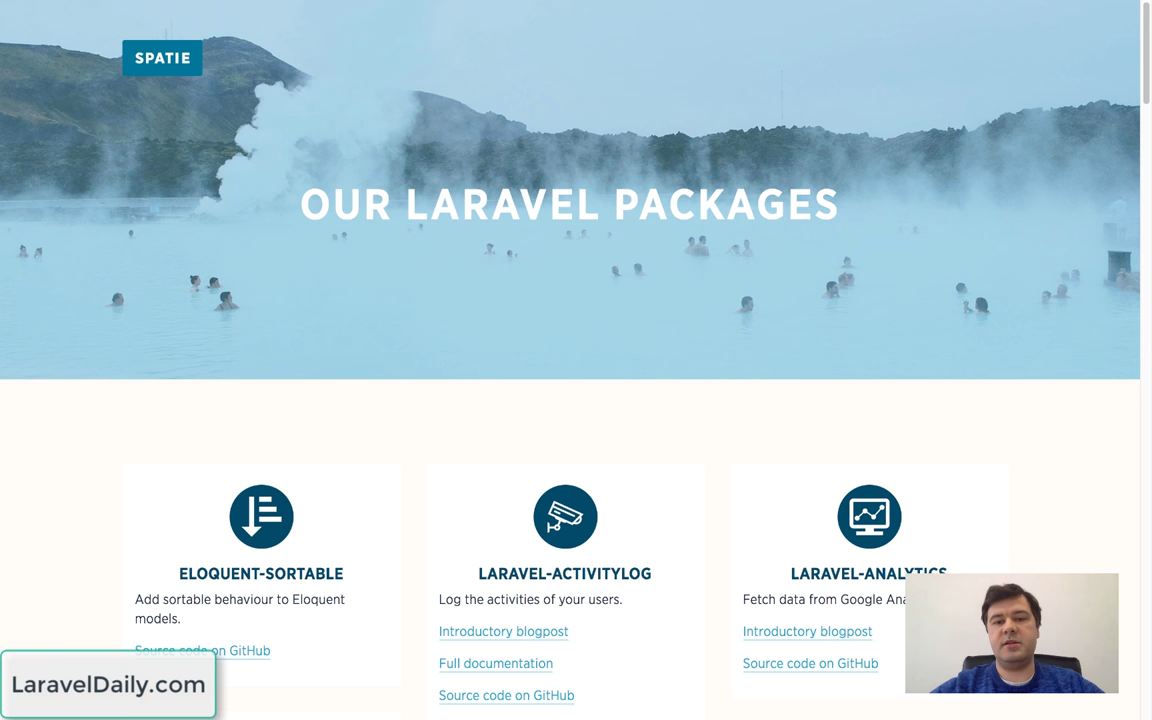 SPATIE
OUR LARAVEL PACKAGES
ELOQUENT-SORTABLE
Add sortable behaviour to Eloquent
models.
Source code on GitHub
LARAVEL-ACTIVITYLOG
Log the activities of your users.
Introductory blogpost
Full documentation
Source code on GitHub
LARAVEL-ANALYTICS
Fetch data from Google
Introductory blogpost
Source code on GitHub
LaravelDaily.com